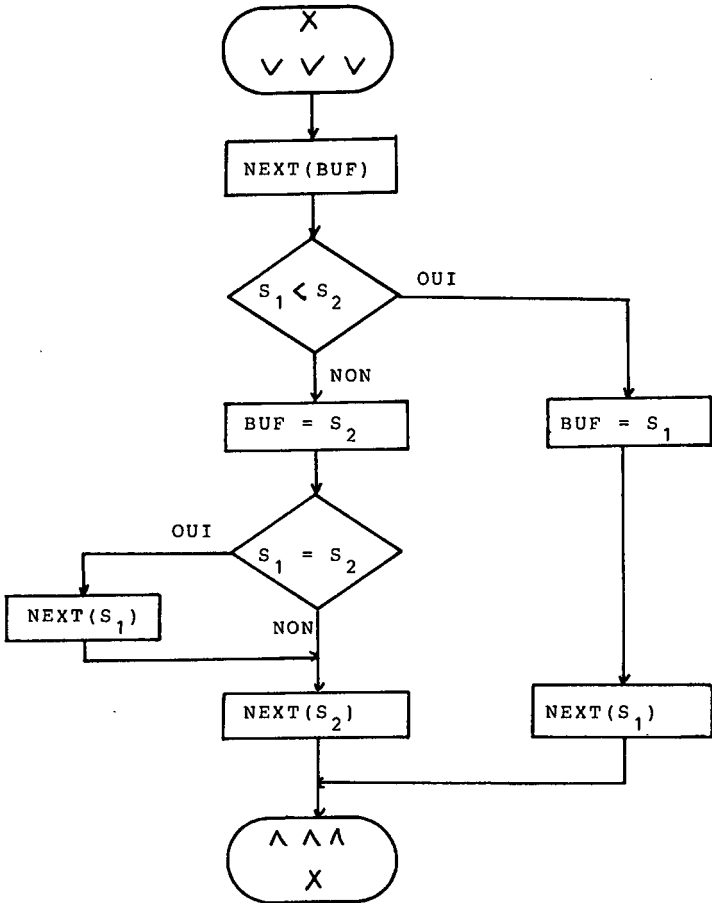 X
V V V
NEXT(BUF)
S₁ < S₂
OUI
NON
BUF = S₂
BUF = S₁
OUI
S₁ = S₂
NEXT(S₁)
NON
NEXT(S₂)
NEXT(S₁)
Λ Λ Λ
X